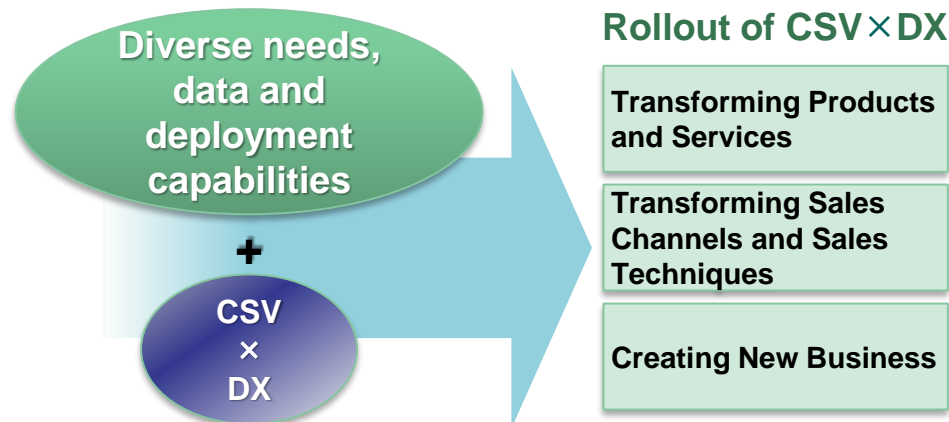 Diverse needs,
data and
deployment
capabilities
+
CSV
×
DX
Rollout of CSV×DX
Transforming Products
and Services
Transforming Sales
Channels and Sales
Techniques
Creating New Business